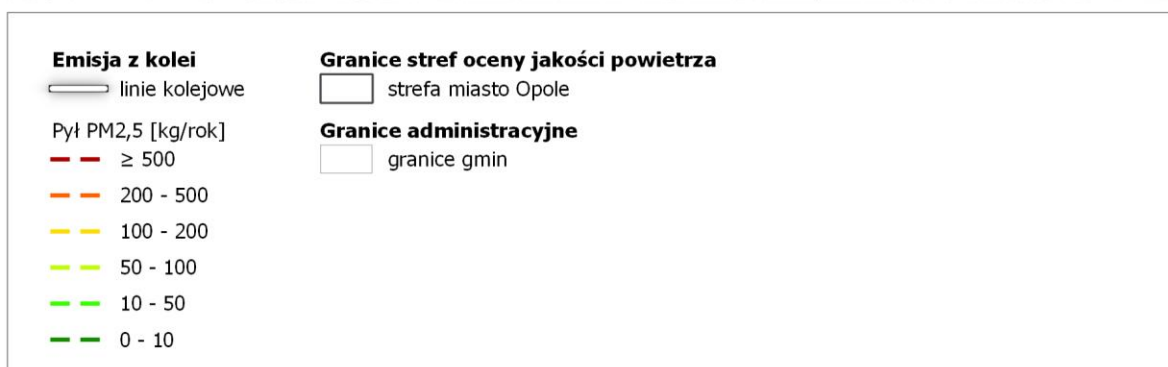 Emisja z kolei
linie kolejowe
Pył PM2,5 [kg/rok]
≥ 500
200 - 500
100 - 200
50 - 100
10 - 50
0 - 10
Granice stref oceny jakości powietrza
strefa miasto Opole
Granice administracyjne
granice gmin